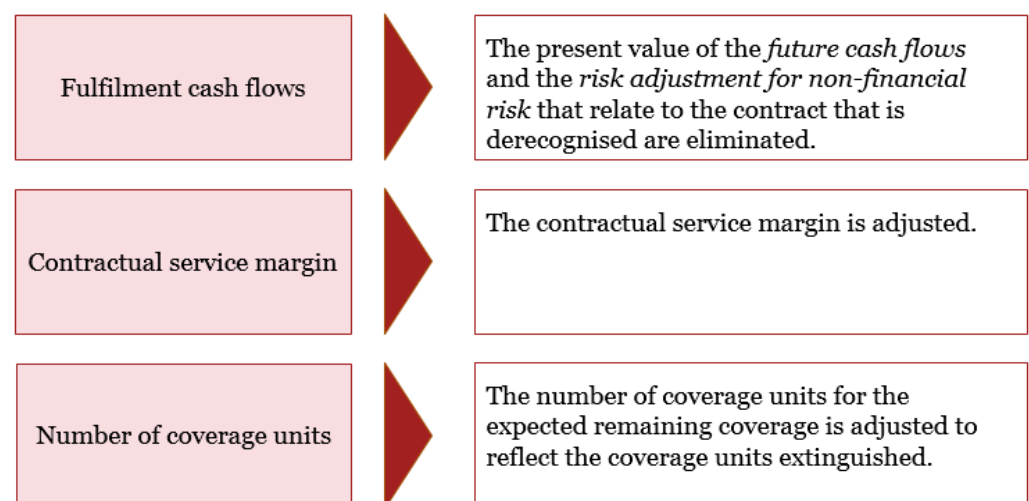 Fulfilment cash flows
The present value of the future cash flows
and the risk adjustment for non-financial
risk that relate to the contract that is
derecognised are eliminated.
Contractual service margin
The contractual service margin is adjusted.
Number of coverage units
The number of coverage units for the
expected remaining coverage is adjusted to
reflect the coverage units extinguished.